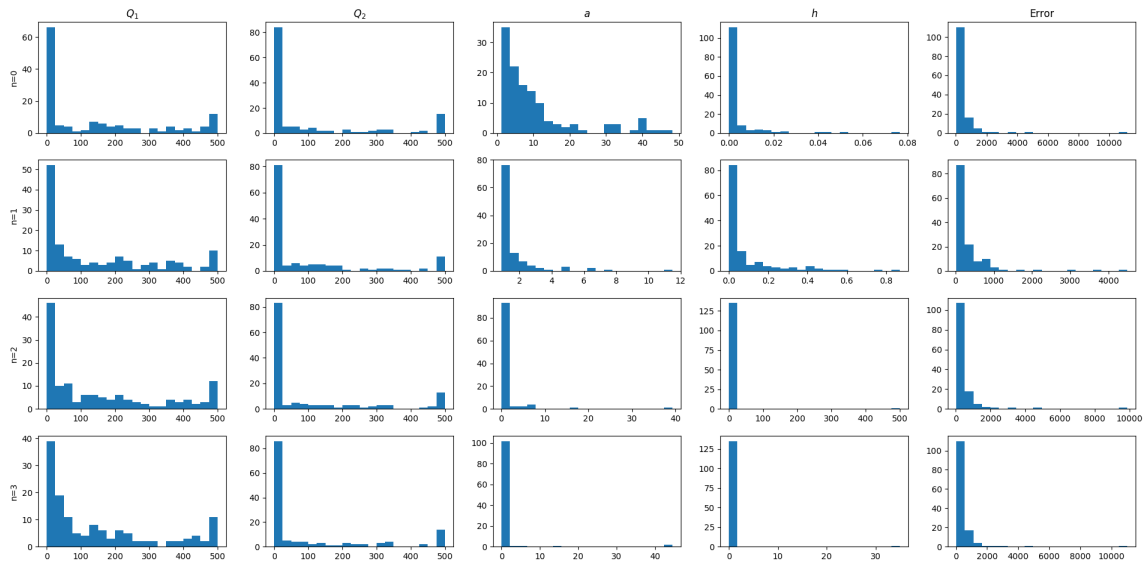 Q₁ Q₂ a h Error
n=0
60 40 20 0
0 100 200 300 400 500
80 60 40 20 0
0 100 200 300 400 500
30 20 10 0
0 10 20 30 40 50
100 80 60 40 20 0
0.00 0.02 0.04 0.06 0.08
100 80 60 40 20 0
0 2000 4000 6000 8000 10000
n=1
50 40 30 20 10 0
0 100 200 300 400 500
80 60 40 20 0
0 100 200 300 400 500
80 60 40 20 0
2 4 6 8 10 12
80 60 40 20 0
0.0 0.2 0.4 0.6 0.8
80 60 40 20 0
0 1000 2000 3000 4000
n=2
40 30 20 10 0
0 100 200 300 400 500
80 60 40 20 0
0 100 200 300 400 500
80 60 40 20 0
0 10 20 30 40
125 100 75 50 25 0
0 100 200 300 400 500
100 80 60 40 20 0
0 2000 4000 6000 8000 10000
n=3
40 30 20 10 0
0 100 200 300 400 500
80 60 40 20 0
0 100 200 300 400 500
100 80 60 40 20 0
0 10 20 30 40
125 100 75 50 25 0
0 10 20 30
100 80 60 40 20 0
0 2000 4000 6000 8000 10000